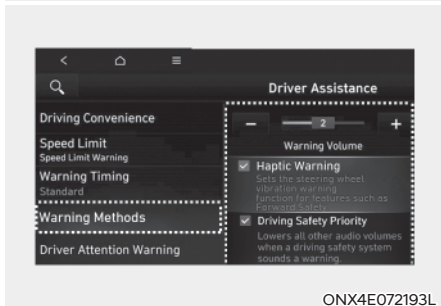 Driver Assistance
Driving Convenience
Speed Limit
Speed Limit Warning
Warning Timing
Standard
Warning Methods
Driver Attention Warning
− 2 +
Warning Volume
Haptic Warning
Sets the steering wheel
vibration warning
function for features such as
Forward Safety
Driving Safety Priority
Lowers all other audio volumes
when a driving safety system
sounds a warning.
ONX4E072193L